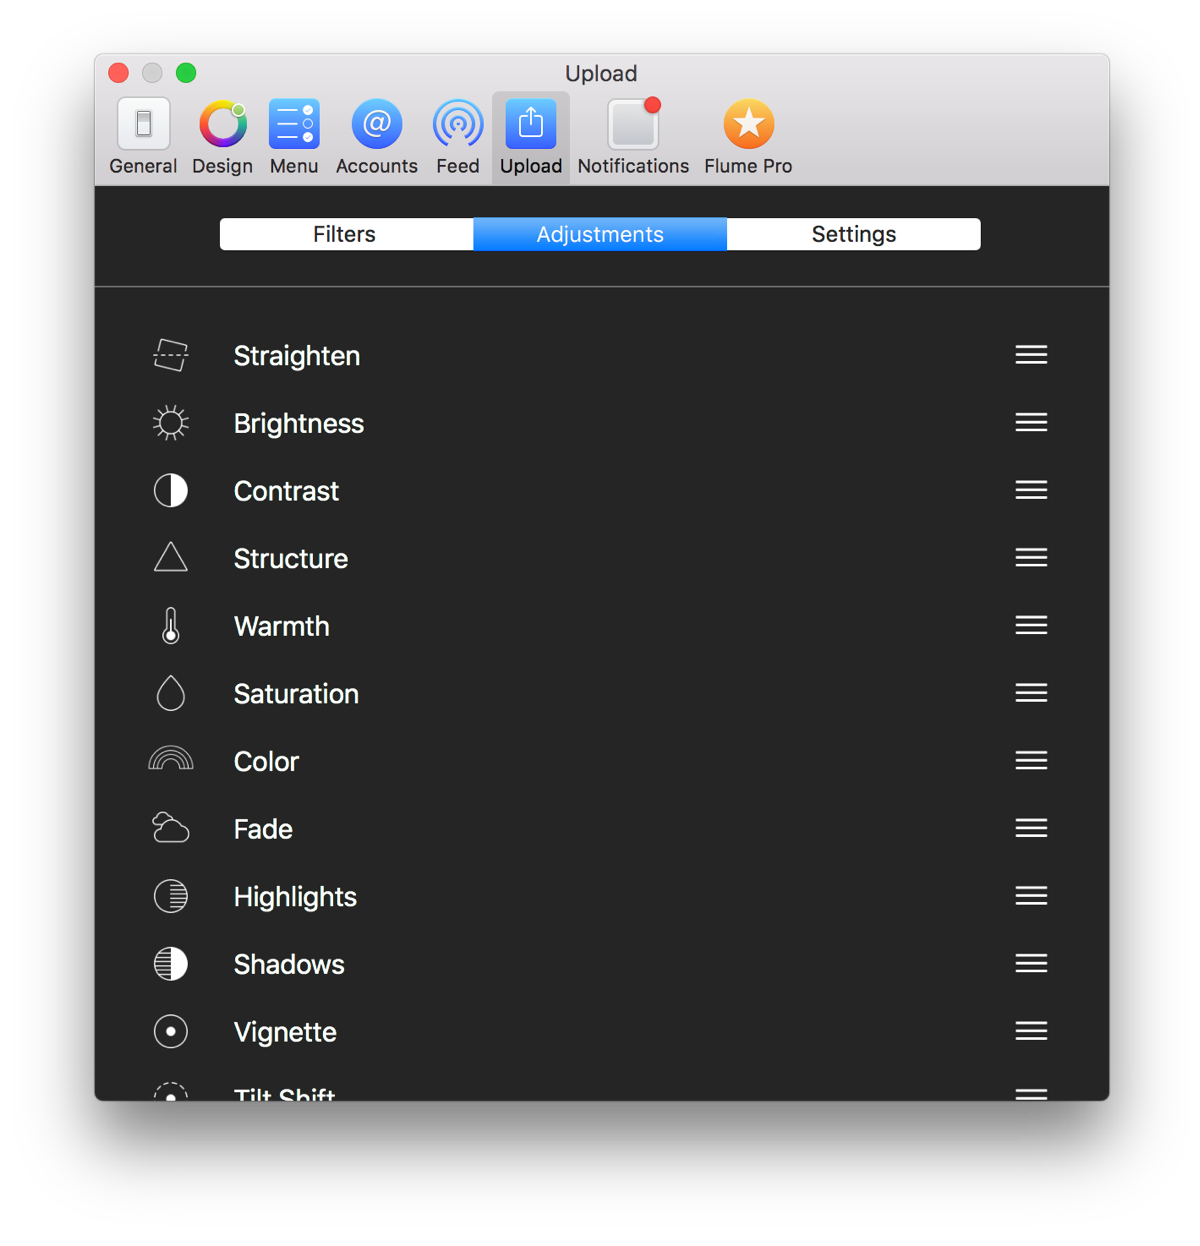 Upload
General Design Menu Accounts Feed Upload Notifications Flume Pro
Filters Adjustments Settings
Straighten
Brightness
Contrast
Structure
Warmth
Saturation
Color
Fade
Highlights
Shadows
Vignette
Tilt Shift